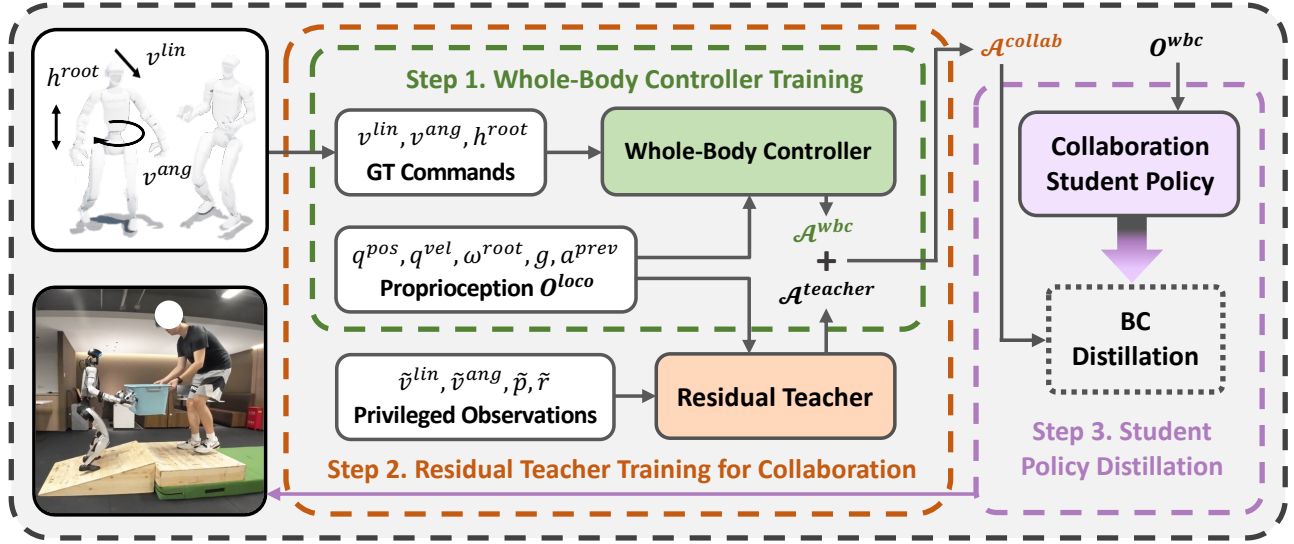 v^{lin}
h^{root}
v^{ang}
Step 1. Whole-Body Controller Training
v^{lin}, v^{ang}, h^{root}
GT Commands
Whole-Body Controller
q^{pos}, q^{vel}, ω^{root}, g, a^{prev}
Proprioception O^{loco}
𝒜^{wbc}
+
𝒜^{teacher}
ṽ^{lin}, ṽ^{ang}, p̃, r̃
Privileged Observations
Residual Teacher
Step 2. Residual Teacher Training for Collaboration
𝒜^{collab}
O^{wbc}
Collaboration
Student Policy
BC
Distillation
Step 3. Student
Policy Distillation